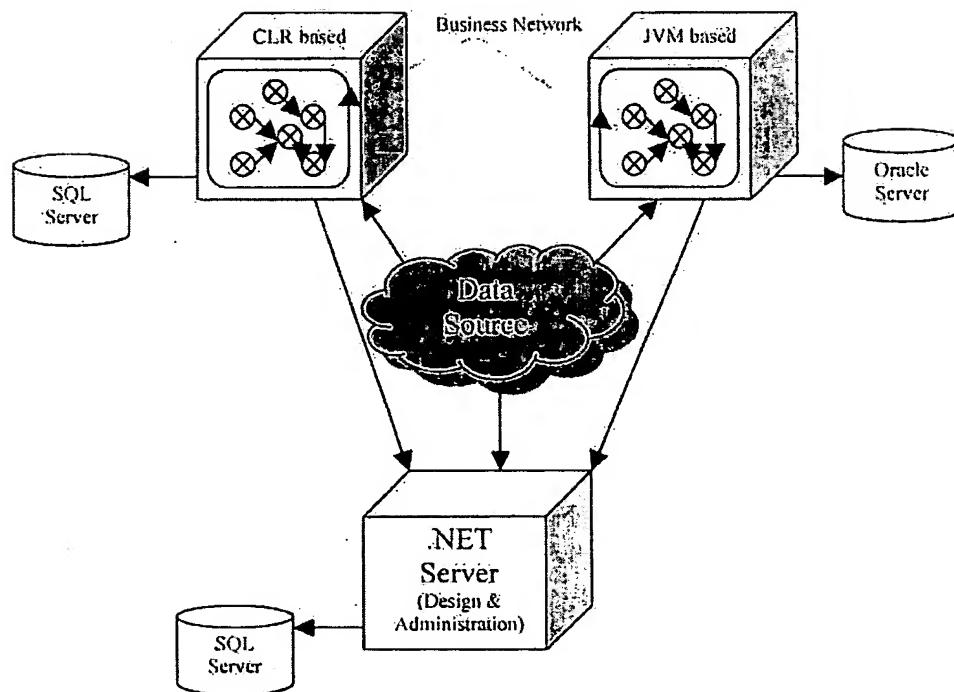 CLR based
Business Network
JVM based
SQL
Server
Oracle
Server
Data
Source
.NET
Server
(Design &
Administration)
SQL
Server